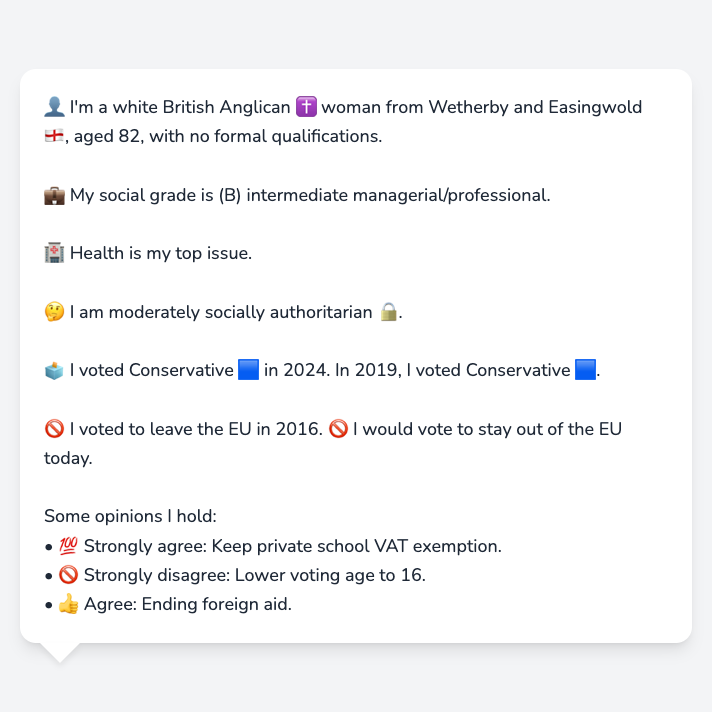 👤 I'm a white British Anglican ✝️ woman from Wetherby and Easingwold
🏴󠁧󠁢󠁥󠁮󠁧󠁿, aged 82, with no formal qualifications.
💼 My social grade is (B) intermediate managerial/professional.
🏥 Health is my top issue.
🤔 I am moderately socially authoritarian 🔒.
🗳️ I voted Conservative 🟦 in 2024. In 2019, I voted Conservative 🟦.
🚫 I voted to leave the EU in 2016. 🚫 I would vote to stay out of the EU
today.
Some opinions I hold:
• 💯 Strongly agree: Keep private school VAT exemption.
• 🚫 Strongly disagree: Lower voting age to 16.
• 👍 Agree: Ending foreign aid.